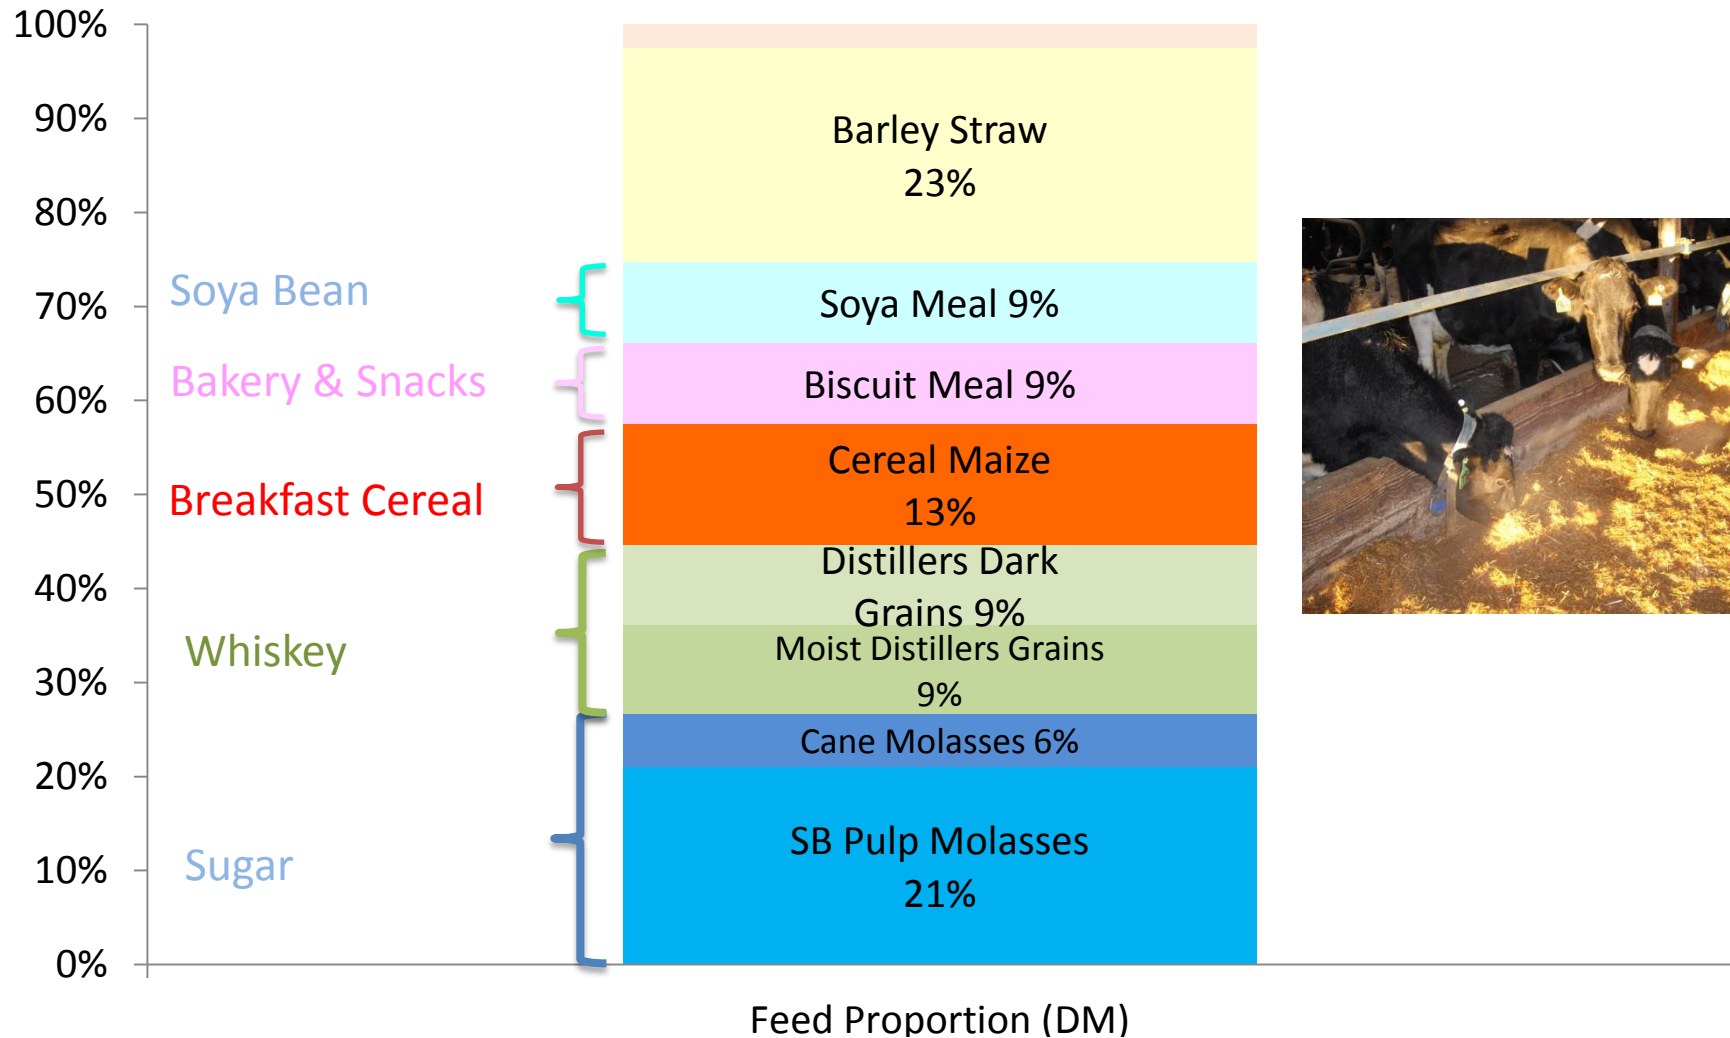 100%
90%
80%
70%
60%
50%
40%
30%
20%
10%
0%
Soya Bean
Bakery & Snacks
Breakfast Cereal
Whiskey
Sugar
Barley Straw
23%
Soya Meal 9%
Biscuit Meal 9%
Cereal Maize
13%
Distillers Dark
Grains 9%
Moist Distillers Grains
9%
Cane Molasses 6%
SB Pulp Molasses
21%
Feed Proportion (DM)